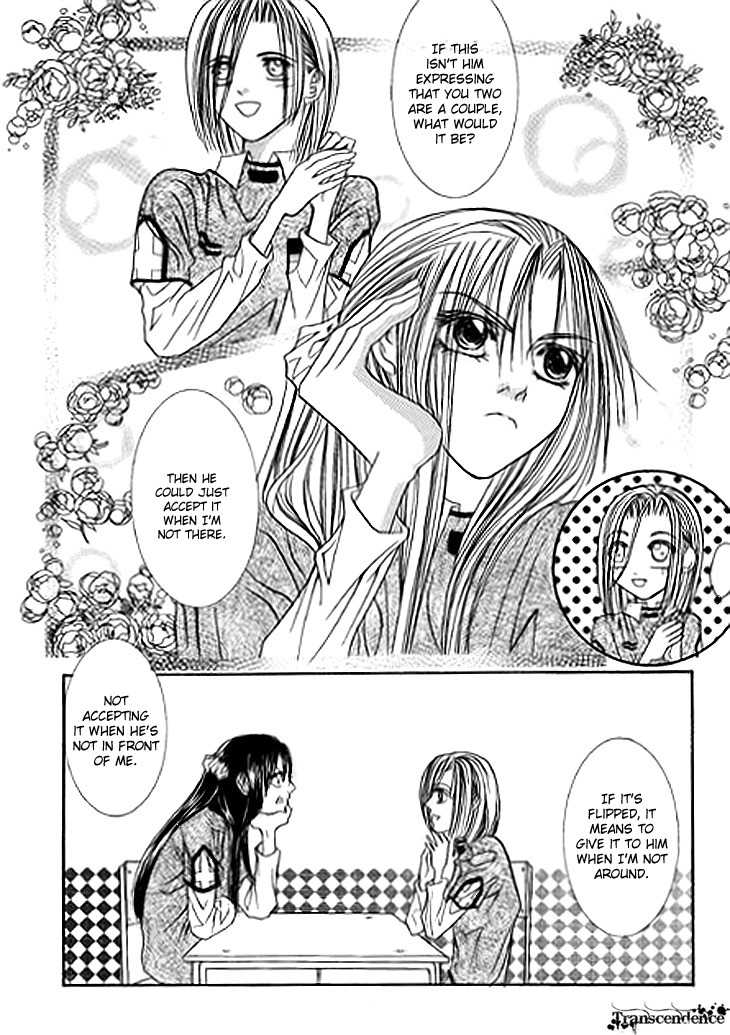 IF THIS
ISN'T HIM
EXPRESSING
THAT YOU TWO
ARE A COUPLE,
WHAT WOULD
IT BE?
THEN HE
COULD JUST
ACCEPT IT
WHEN I'M
NOT THERE.
NOT
ACCEPTING
IT WHEN HE'S
NOT IN FRONT
OF ME.
IF IT'S
FLIPPED, IT
MEANS TO
GIVE IT TO HIM
WHEN I'M NOT
AROUND.
Transcendence